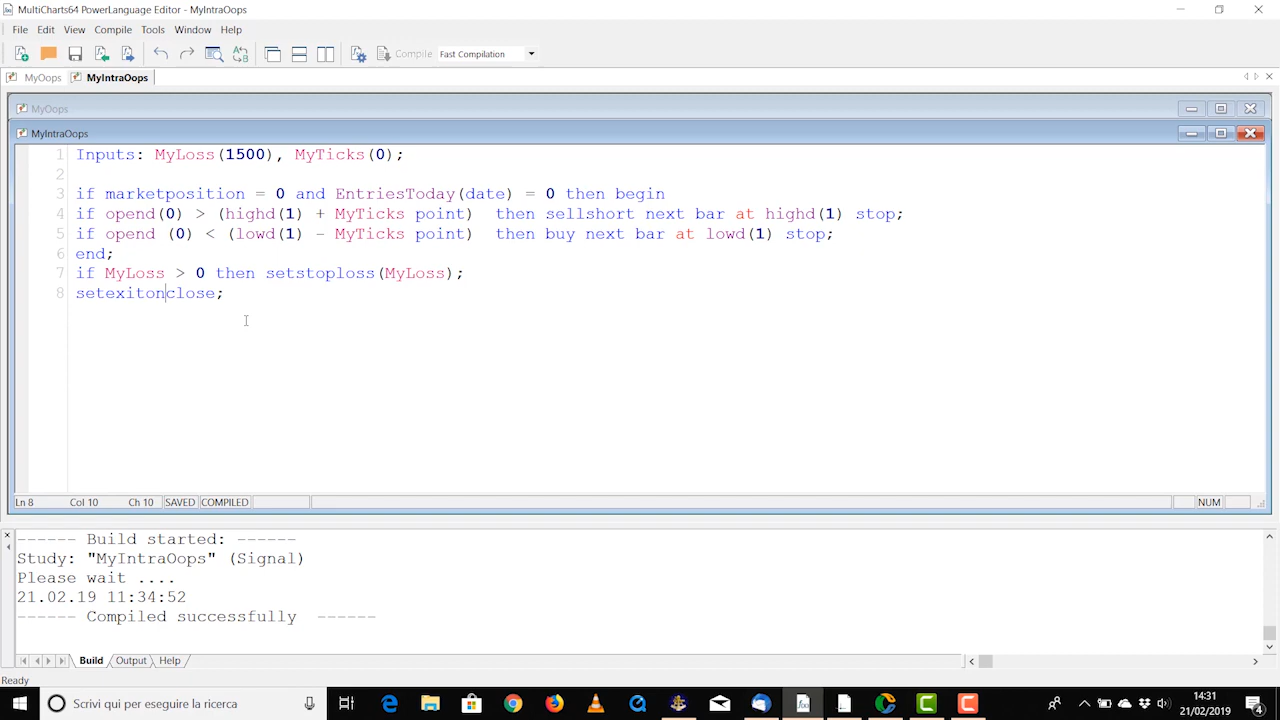 MultiCharts64 PowerLanguage Editor - MyIntraOops
File Edit View Compile Tools Window Help
Compile Fast Compilation
MyOops MyIntraOops
MyOops
MyIntraOops
1 Inputs: MyLoss(1500), MyTicks(0);
2
3 if marketposition = 0 and EntriesToday(date) = 0 then begin
4 if opend(0) > (highd(1) + MyTicks point)  then sellshort next bar at highd(1) stop;
5 if opend (0) < (lowd(1) - MyTicks point)  then buy next bar at lowd(1) stop;
6 end;
7 if MyLoss > 0 then setstoploss(MyLoss);
8 setexitonclose;
Ln 8 Col 10 Ch 10 SAVED COMPILED NUM
------ Build started: ------
Study: "MyIntraOops" (Signal)
Please wait ....
21.02.19 11:34:52
------ Compiled successfully  ------
Build Output Help
Ready
Scrivi qui per eseguire la ricerca
14:31
21/02/2019